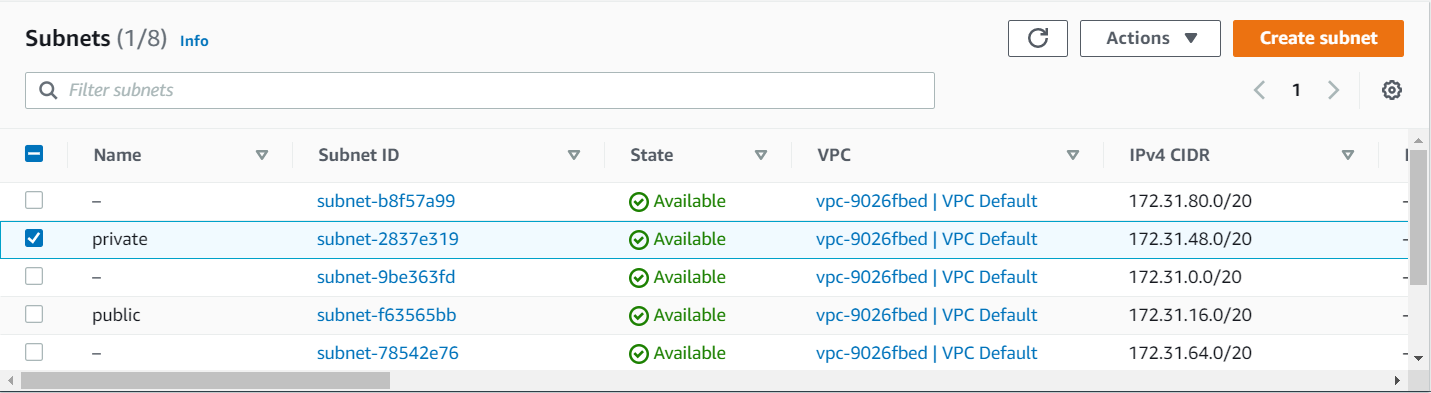 Subnets (1/8) Info
Actions ▼ Create subnet
Filter subnets
1
Name Subnet ID State VPC IPv4 CIDR
– subnet-b8f57a99 Available vpc-9026fbed | VPC Default 172.31.80.0/20 –
private subnet-2837e319 Available vpc-9026fbed | VPC Default 172.31.48.0/20 –
– subnet-9be363fd Available vpc-9026fbed | VPC Default 172.31.0.0/20 –
public subnet-f63565bb Available vpc-9026fbed | VPC Default 172.31.16.0/20 –
– subnet-78542e76 Available vpc-9026fbed | VPC Default 172.31.64.0/20 –